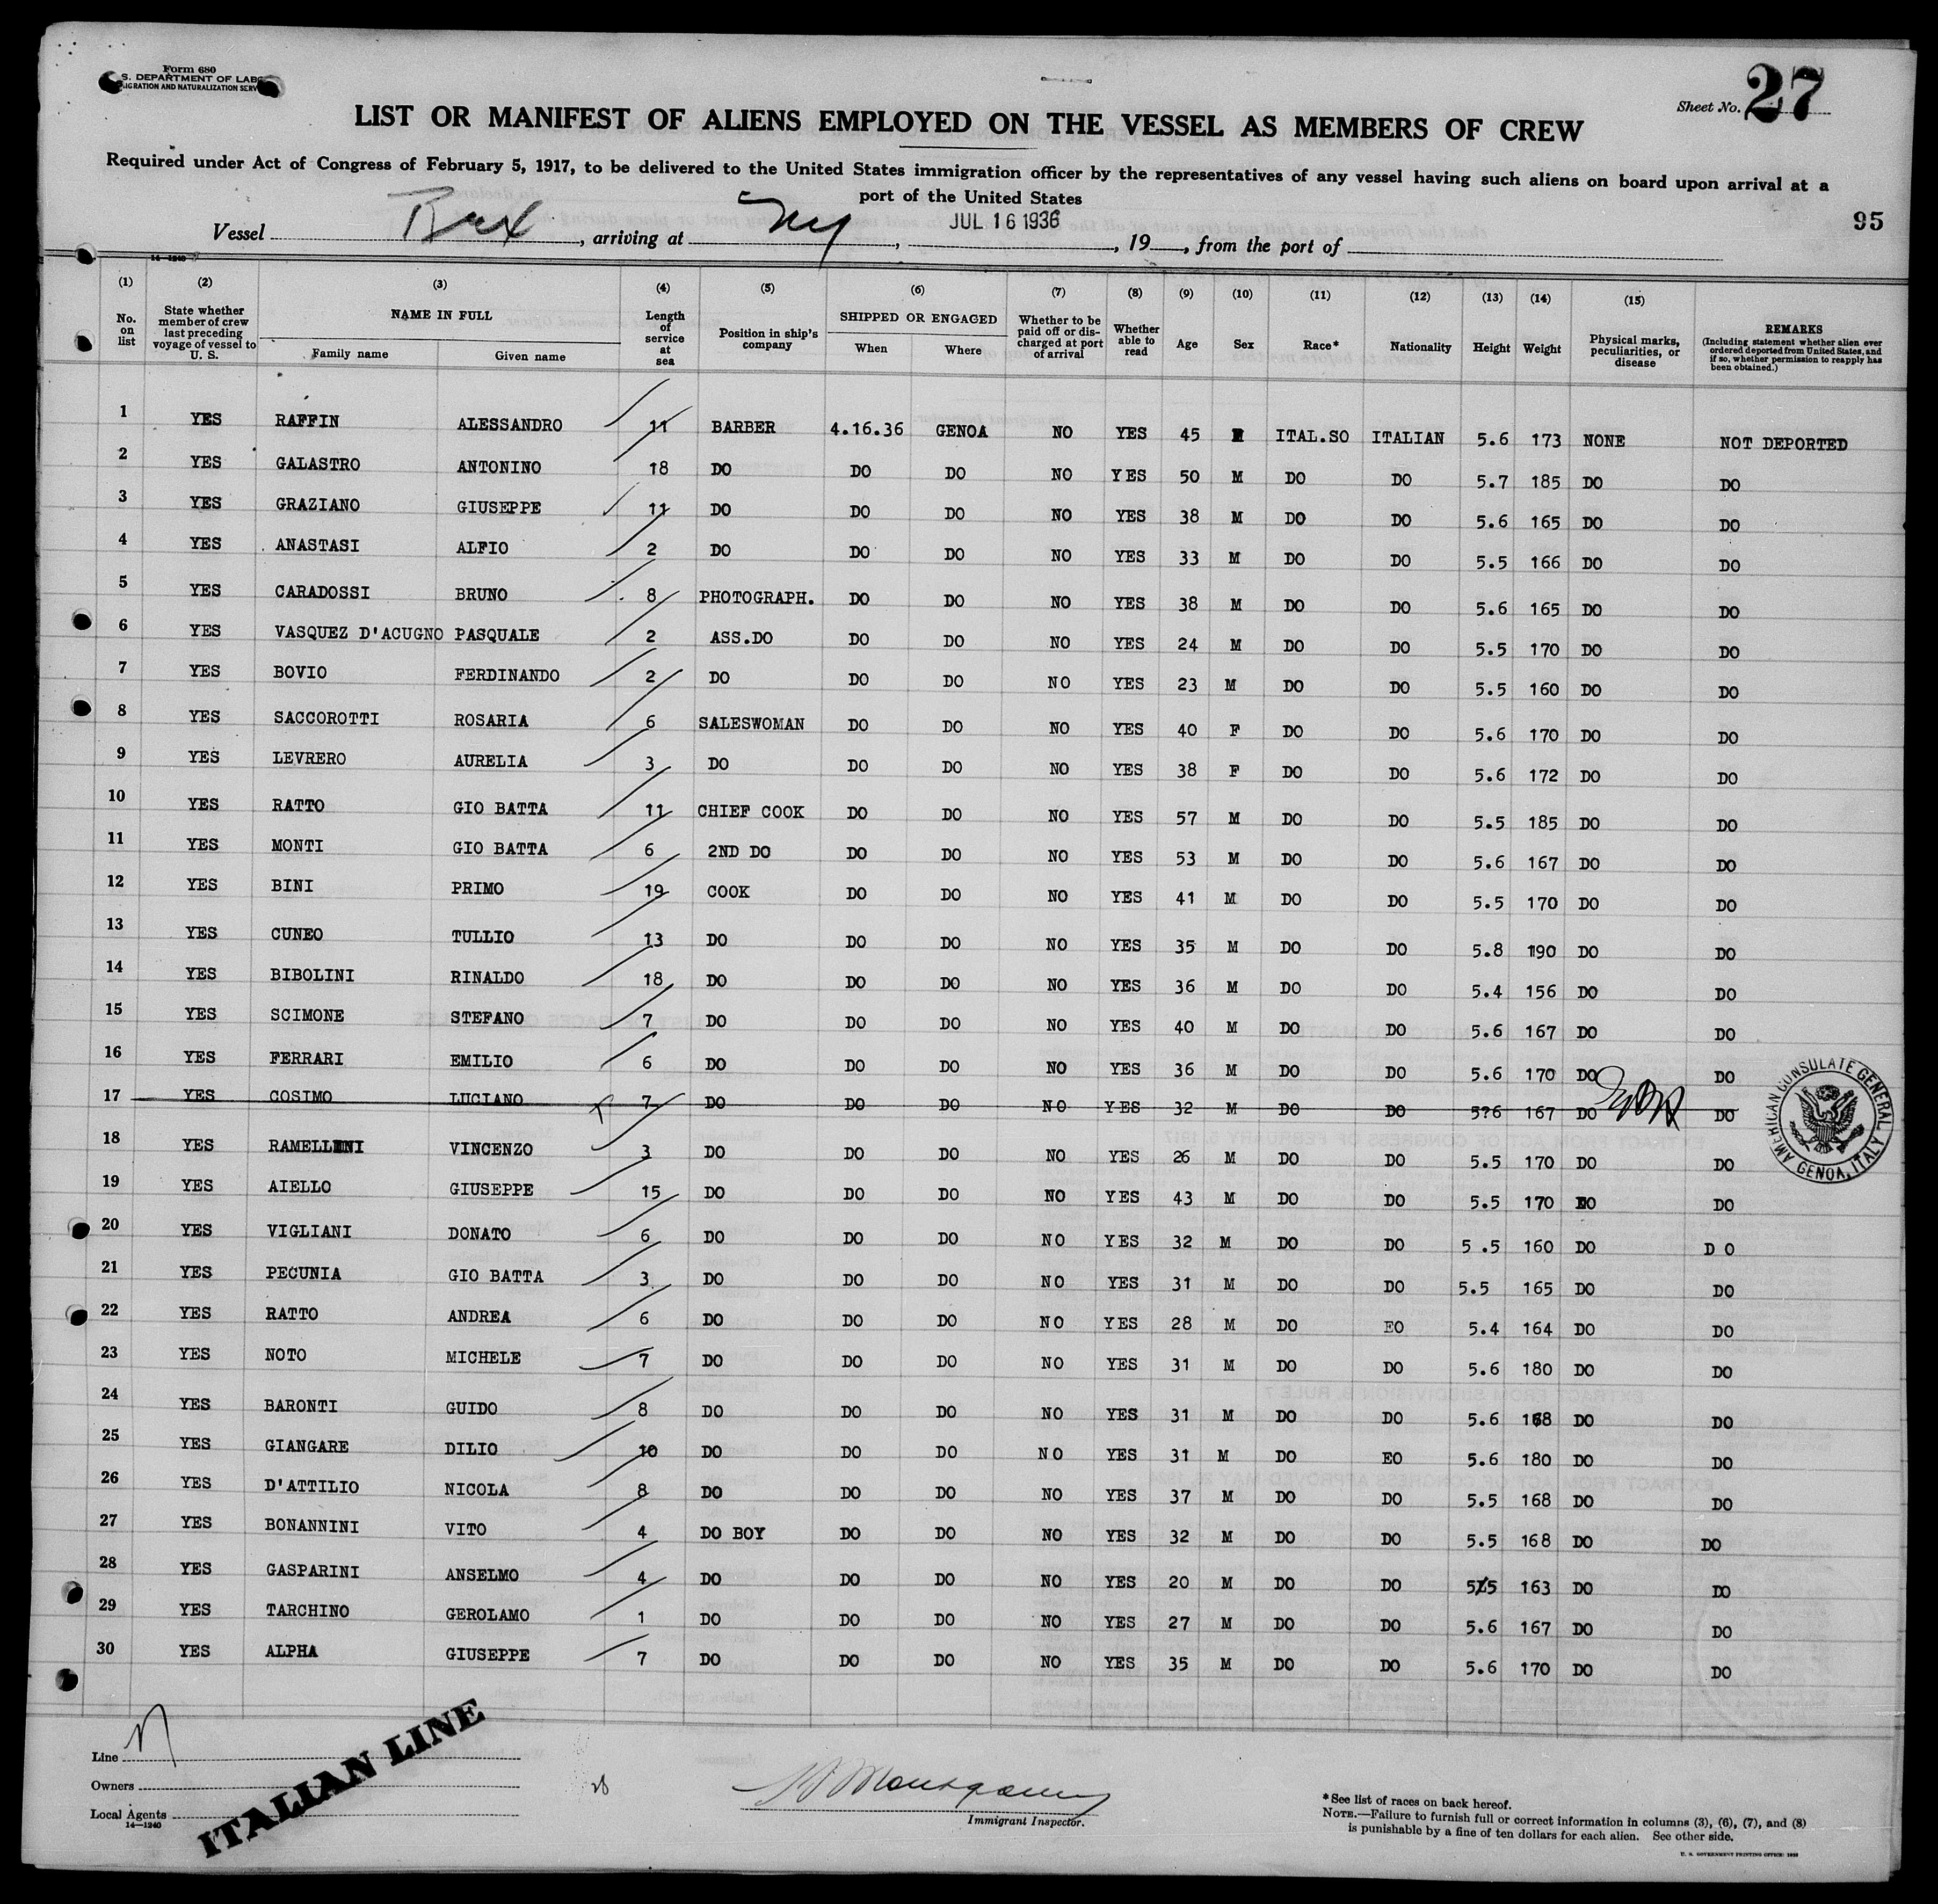 Form 680
S. DEPARTMENT OF LAB
IGRATION AND NATURALIZATION SERV
Sheet No. 27
LIST OR MANIFEST OF ALIENS EMPLOYED ON THE VESSEL AS MEMBERS OF CREW
Required under Act of Congress of February 5, 1917, to be delivered to the United States immigration officer by the representatives of any vessel having such aliens on board upon arrival at a
port of the United States
95
Vessel Rex, arriving at NY, JUL 16 1936, 19 , from the port of
14—1240
(1) (2) (3) (4) (5) (6) (7) (8) (9) (10) (11) (12) (13) (14) (15)
No. on list State whether member of crew last preceding voyage of vessel to U. S. NAME IN FULL Family name Given name Length of service at sea Position in ship's company SHIPPED OR ENGAGED When Where Whether to be paid off or discharged at port of arrival Whether able to read Age Sex Race* Nationality Height Weight Physical marks, peculiarities, or disease REMARKS (Including statement whether alien ever ordered deported from United States, and if so, whether permission to reapply has been obtained.)
1 YES RAFFIN ALESSANDRO 11 BARBER 4.16.36 GENOA NO YES 45 M ITAL.SO ITALIAN 5.6 173 NONE NOT DEPORTED
2 YES GALASTRO ANTONINO 18 DO DO DO NO YES 50 M DO DO 5.7 185 DO DO
3 YES GRAZIANO GIUSEPPE 11 DO DO DO NO YES 38 M DO DO 5.6 165 DO DO
4 YES ANASTASI ALFIO 2 DO DO DO NO YES 33 M DO DO 5.5 166 DO DO
5 YES CARADOSSI BRUNO 8 PHOTOGRAPH. DO DO NO YES 38 M DO DO 5.6 165 DO DO
6 YES VASQUEZ D'ACUGNO PASQUALE 2 ASS.DO DO DO NO YES 24 M DO DO 5.5 170 DO DO
7 YES BOVIO FERDINANDO 2 DO DO DO NO YES 23 M DO DO 5.5 160 DO DO
8 YES SACCOROTTI ROSARIA 6 SALESWOMAN DO DO NO YES 40 F DO DO 5.6 170 DO DO
9 YES LEVRERO AURELIA 3 DO DO DO NO YES 38 F DO DO 5.6 172 DO DO
10 YES RATTO GIO BATTA 11 CHIEF COOK DO DO NO YES 57 M DO DO 5.5 185 DO DO
11 YES MONTI GIO BATTA 6 2ND DO DO DO NO YES 53 M DO DO 5.6 167 DO DO
12 YES BINI PRIMO 19 COOK DO DO NO YES 41 M DO DO 5.5 170 DO DO
13 YES CUNEO TULLIO 13 DO DO DO NO YES 35 M DO DO 5.8 190 DO DO
14 YES BIBOLINI RINALDO 18 DO DO DO NO YES 36 M DO DO 5.4 156 DO DO
15 YES SCIMONE STEFANO 7 DO DO DO NO YES 40 M DO DO 5.6 167 DO DO
16 YES FERRARI EMILIO 6 DO DO DO NO YES 36 M DO DO 5.6 170 DO DO
17 YES COSIMO LUCIANO 7 DO DO DO NO YES 32 M DO DO 5?6 167 DO DO
18 YES RAMELLINI VINCENZO 3 DO DO DO NO YES 26 M DO DO 5.5 170 DO DO
19 YES AIELLO GIUSEPPE 15 DO DO DO NO YES 43 M DO DO 5.5 170 DO DO
20 YES VIGLIANI DONATO 6 DO DO DO NO YES 32 M DO DO 5 .5 160 DO D O
21 YES PECUNIA GIO BATTA 3 DO DO DO NO YES 31 M DO DO 5.5 165 DO DO
22 YES RATTO ANDREA 6 DO DO DO NO YES 28 M DO EO 5.4 164 DO DO
23 YES NOTO MICHELE 7 DO DO DO NO YES 31 M DO DO 5.6 180 DO DO
24 YES BARONTI GUIDO 8 DO DO DO NO YES 31 M DO DO 5.6 168 DO DO
25 YES GIANGARE DILIO 10 DO DO DO NO YES 31 M DO EO 5.6 180 DO DO
26 YES D'ATTILIO NICOLA 8 DO DO DO NO YES 37 M DO DO 5.5 168 DO DO
27 YES BONANNINI VITO 4 DO BOY DO DO NO YES 32 M DO DO 5.5 168 DO DO
28 YES GASPARINI ANSELMO 4 DO DO DO NO YES 20 M DO DO 5.5 163 DO DO
29 YES TARCHINO GEROLAMO 1 DO DO DO NO YES 27 M DO DO 5.6 167 DO DO
30 YES ALPHA GIUSEPPE 7 DO DO DO NO YES 35 M DO DO 5.6 170 DO DO
AMERICAN CONSULATE GENERAL GENOA, ITALY
Line
Owners
Local Agents
14—1240
ITALIAN LINE
Immigrant Inspector.
*See list of races on back hereof.
NOTE.—Failure to furnish full or correct information in columns (3), (6), (7), and (8)
is punishable by a fine of ten dollars for each alien. See other side.
U. S. GOVERNMENT PRINTING OFFICE: